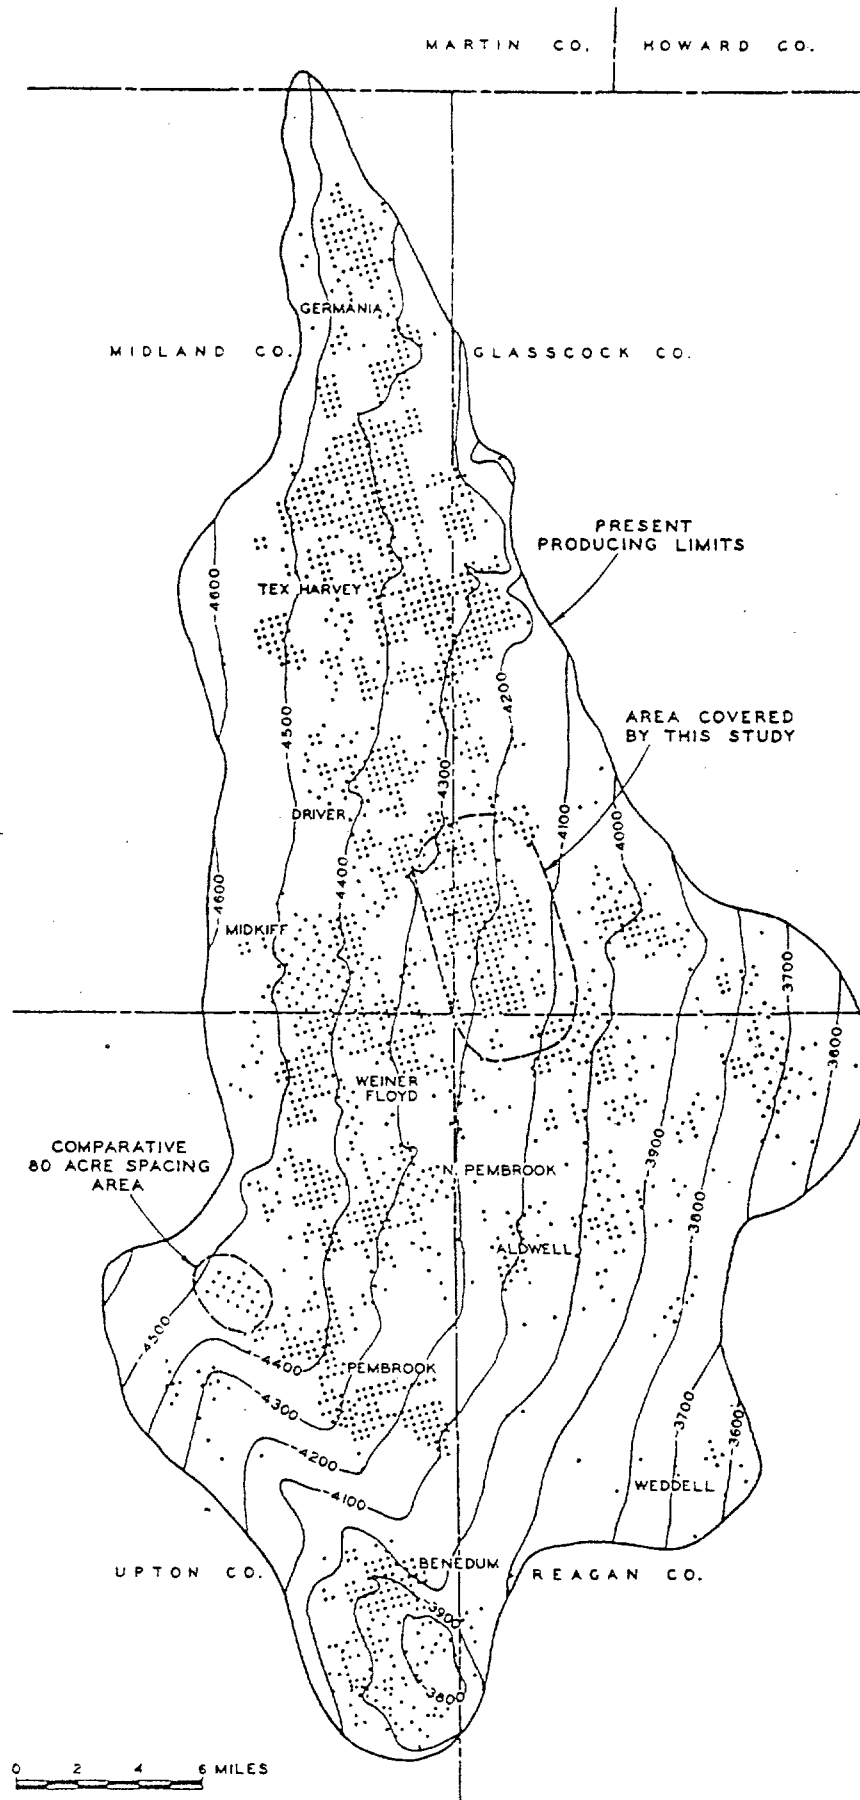 MARTIN CO.
HOWARD CO.
GERMANIA
MIDLAND CO.
GLASSCOCK CO.
PRESENT
PRODUCING LIMITS
-4600
TEX HARVEY
-4500
-4200
AREA COVERED
BY THIS STUDY
-4300
DRIVER
-4100
-4000
-4400
-4600
MIDKIFF
-3700
-3600
WEINER
FLOYD
COMPARATIVE
80 ACRE SPACING
AREA
-3900
N. PEMBROOK
-3800
ALDWELL
-4500
-4400
PEMBROOK
-4300
-3700
-3600
-4200
WEDDELL
-4100
UPTON CO.
BENEDUM
REAGAN CO.
-3900
-3800
0 2 4 6 MILES